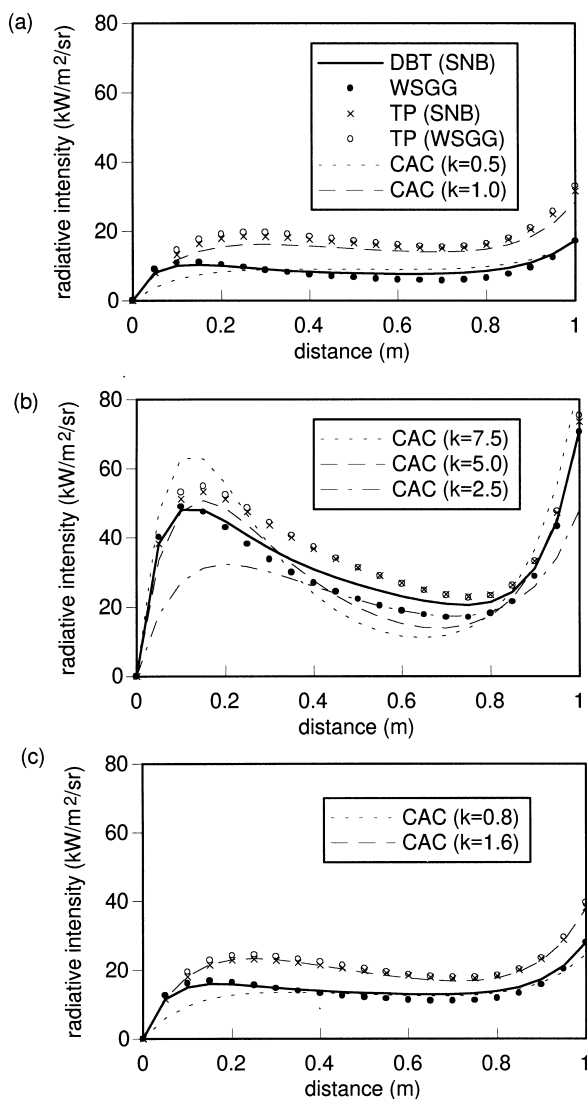 (a)
radiative intensity (kW/m^2/sr)
80
60
40
20
0
DBT (SNB)
WSGG
TP (SNB)
TP (WSGG)
CAC (k=0.5)
CAC (k=1.0)
0 0.2 0.4 0.6 0.8 1
distance (m)
(b)
radiative intensity (kW/m^2/sr)
80
60
40
20
0
CAC (k=7.5)
CAC (k=5.0)
CAC (k=2.5)
0 0.2 0.4 0.6 0.8 1
distance (m)
(c)
radiative intensity (kW/m^2/sr)
80
60
40
20
0
CAC (k=0.8)
CAC (k=1.6)
0 0.2 0.4 0.6 0.8 1
distance (m)